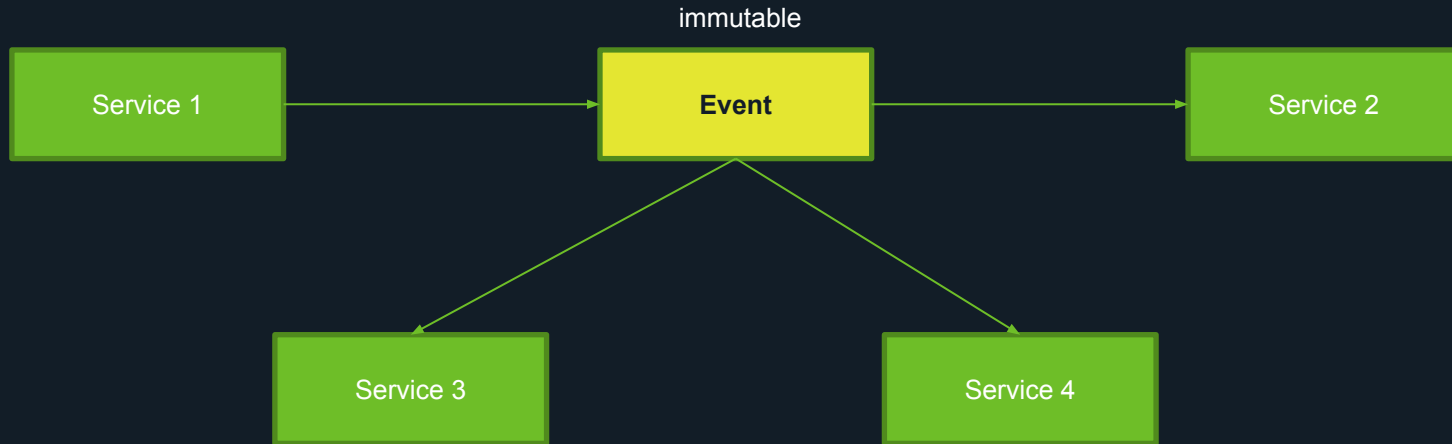 immutable
Service 1
Event
Service 2
Service 3
Service 4